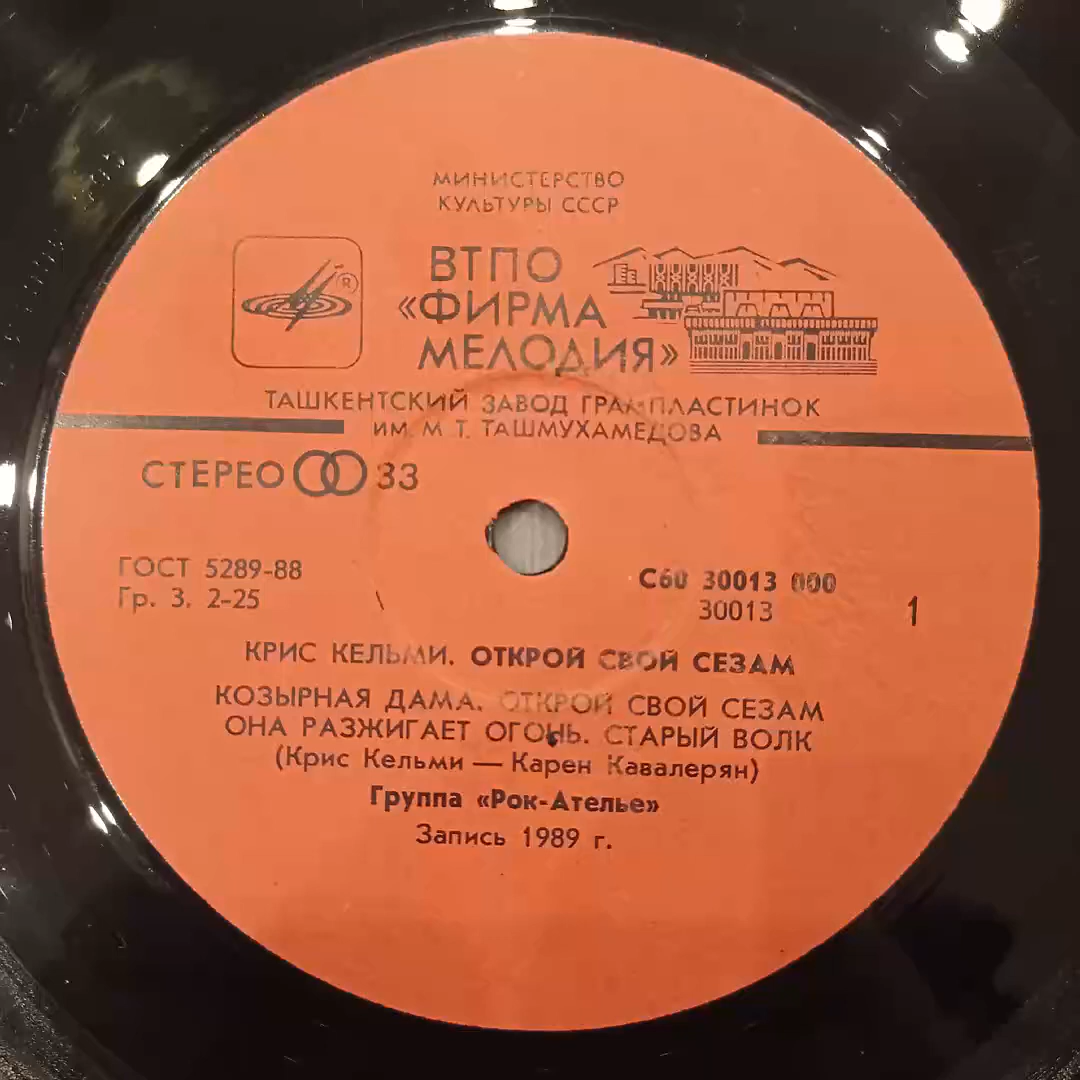 МИНИСТЕРСТВО
КУЛЬТУРЫ СССР
ВТПО
«ФИРМА
МЕЛОДИЯ»
®
ТАШКЕНТСКИЙ ЗАВОД ГРАМПЛАСТИНОК
ИМ. М. Т. ТАШМУХАМЕДОВА
СТЕРЕО 33
ГОСТ 5289-88
Гр. 3. 2-25
С60 30013 000
30013
1
КРИС КЕЛЬМИ. ОТКРОЙ СВОЙ СЕЗАМ
КОЗЫРНАЯ ДАМА. ОТКРОЙ СВОЙ СЕЗАМ
ОНА РАЗЖИГАЕТ ОГОНЬ. СТАРЫЙ ВОЛК
(Крис Кельми — Карен Кавалерян)
Группа «Рок-Ателье»
Запись 1989 г.